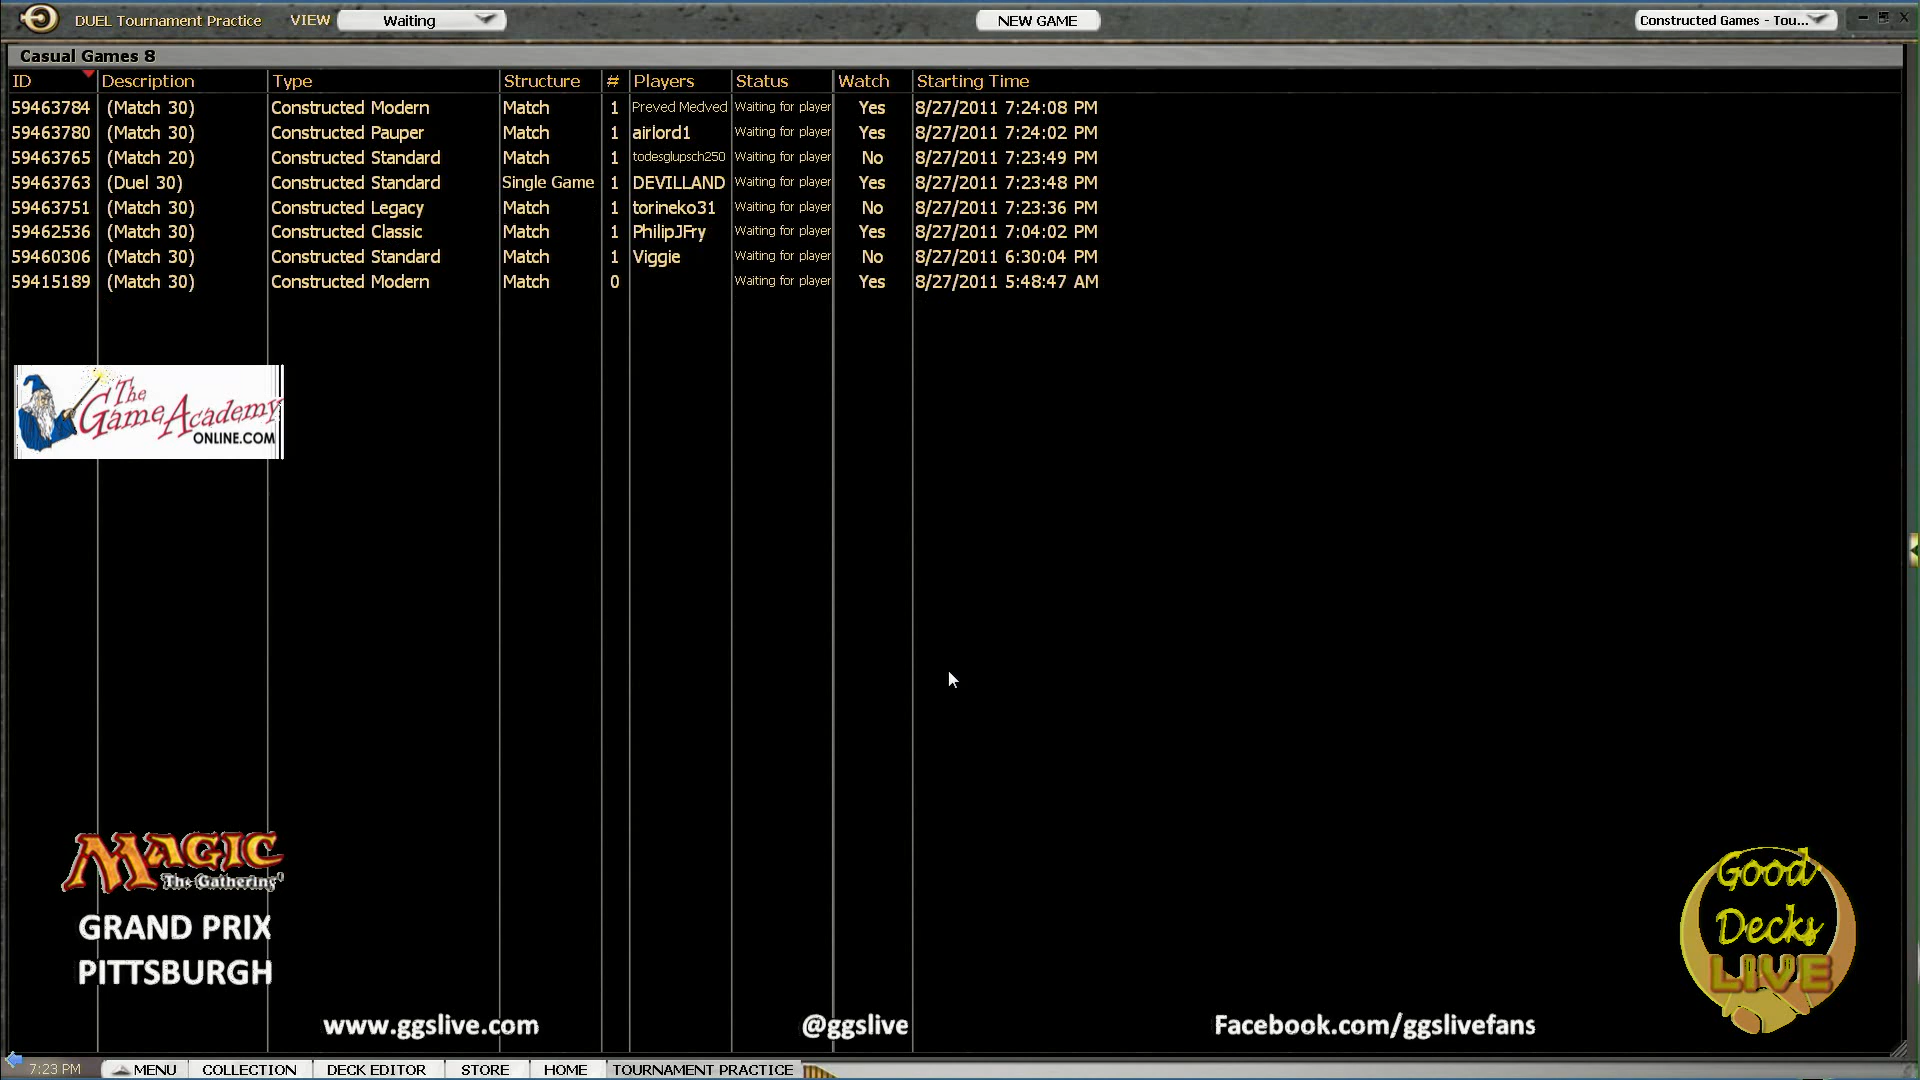 DUEL Tournament Practice VIEW Waiting NEW GAME Constructed Games - Tou...
Casual Games 8
ID Description Type Structure # Players Status Watch Starting Time
59463784 (Match 30) Constructed Modern Match 1 Preved Medved Waiting for player Yes 8/27/2011 7:24:08 PM
59463780 (Match 30) Constructed Pauper Match 1 airlord1 Waiting for player Yes 8/27/2011 7:24:02 PM
59463765 (Match 20) Constructed Standard Match 1 todesglupsch250 Waiting for player No 8/27/2011 7:23:49 PM
59463763 (Duel 30) Constructed Standard Single Game 1 DEVILLAND Waiting for player Yes 8/27/2011 7:23:48 PM
59463751 (Match 30) Constructed Legacy Match 1 torineko31 Waiting for player No 8/27/2011 7:23:36 PM
59462536 (Match 30) Constructed Classic Match 1 PhilipJFry Waiting for player Yes 8/27/2011 7:04:02 PM
59460306 (Match 30) Constructed Standard Match 1 Viggie Waiting for player No 8/27/2011 6:30:04 PM
59415189 (Match 30) Constructed Modern Match 0 Waiting for player Yes 8/27/2011 5:48:47 AM
The
Game Academy
ONLINE.COM
MAGIC
The Gathering
GRAND PRIX
PITTSBURGH
Good
Decks
LIVE
www.ggslive.com @ggslive Facebook.com/ggslivefans
7:23 PM MENU COLLECTION DECK EDITOR STORE HOME TOURNAMENT PRACTICE